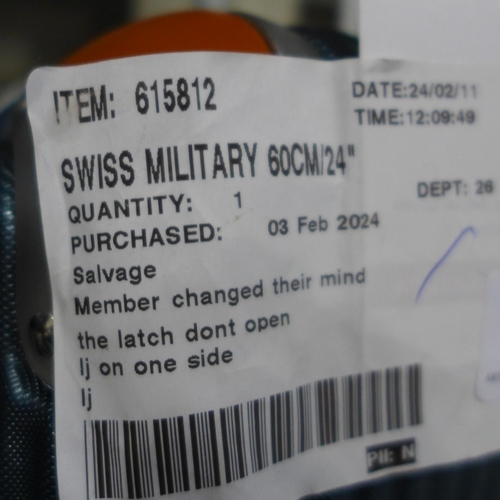 ITEM: 615812
DATE:24/02/11
TIME:12:09:49
SWISS MILITARY 60CM/24"
DEPT: 26
QUANTITY: 1
PURCHASED: 03 Feb 2024
Salvage
Member changed their mind
the latch dont open
lj on one side
lj
PIE: N